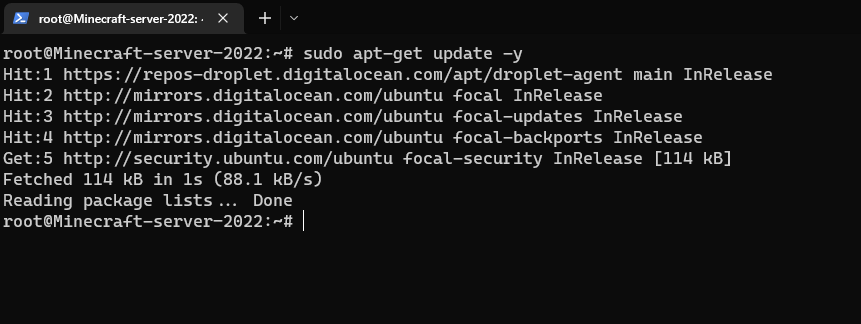 root@Minecraft-server-2022: ·
root@Minecraft-server-2022:~# sudo apt-get update -y
Hit:1 https://repos-droplet.digitalocean.com/apt/droplet-agent main InRelease
Hit:2 http://mirrors.digitalocean.com/ubuntu focal InRelease
Hit:3 http://mirrors.digitalocean.com/ubuntu focal-updates InRelease
Hit:4 http://mirrors.digitalocean.com/ubuntu focal-backports InRelease
Get:5 http://security.ubuntu.com/ubuntu focal-security InRelease [114 kB]
Fetched 114 kB in 1s (88.1 kB/s)
Reading package lists... Done
root@Minecraft-server-2022:~#